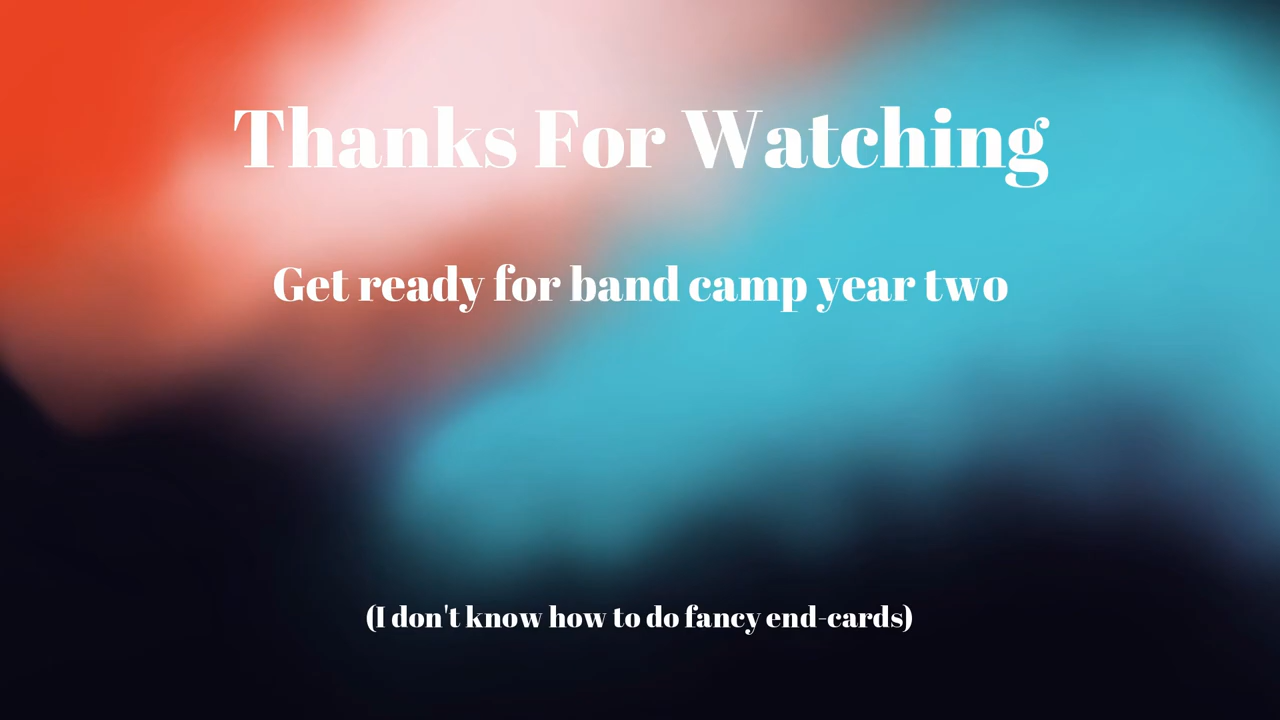 Thanks For Watching
Get ready for band camp year two
(I don't know how to do fancy end-cards)